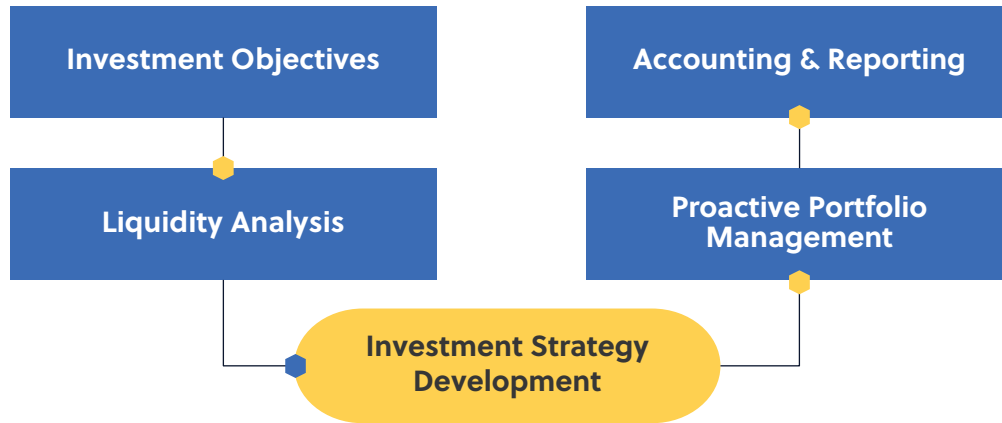 Investment Objectives
Liquidity Analysis
Investment Strategy
Development
Proactive Portfolio
Management
Accounting & Reporting